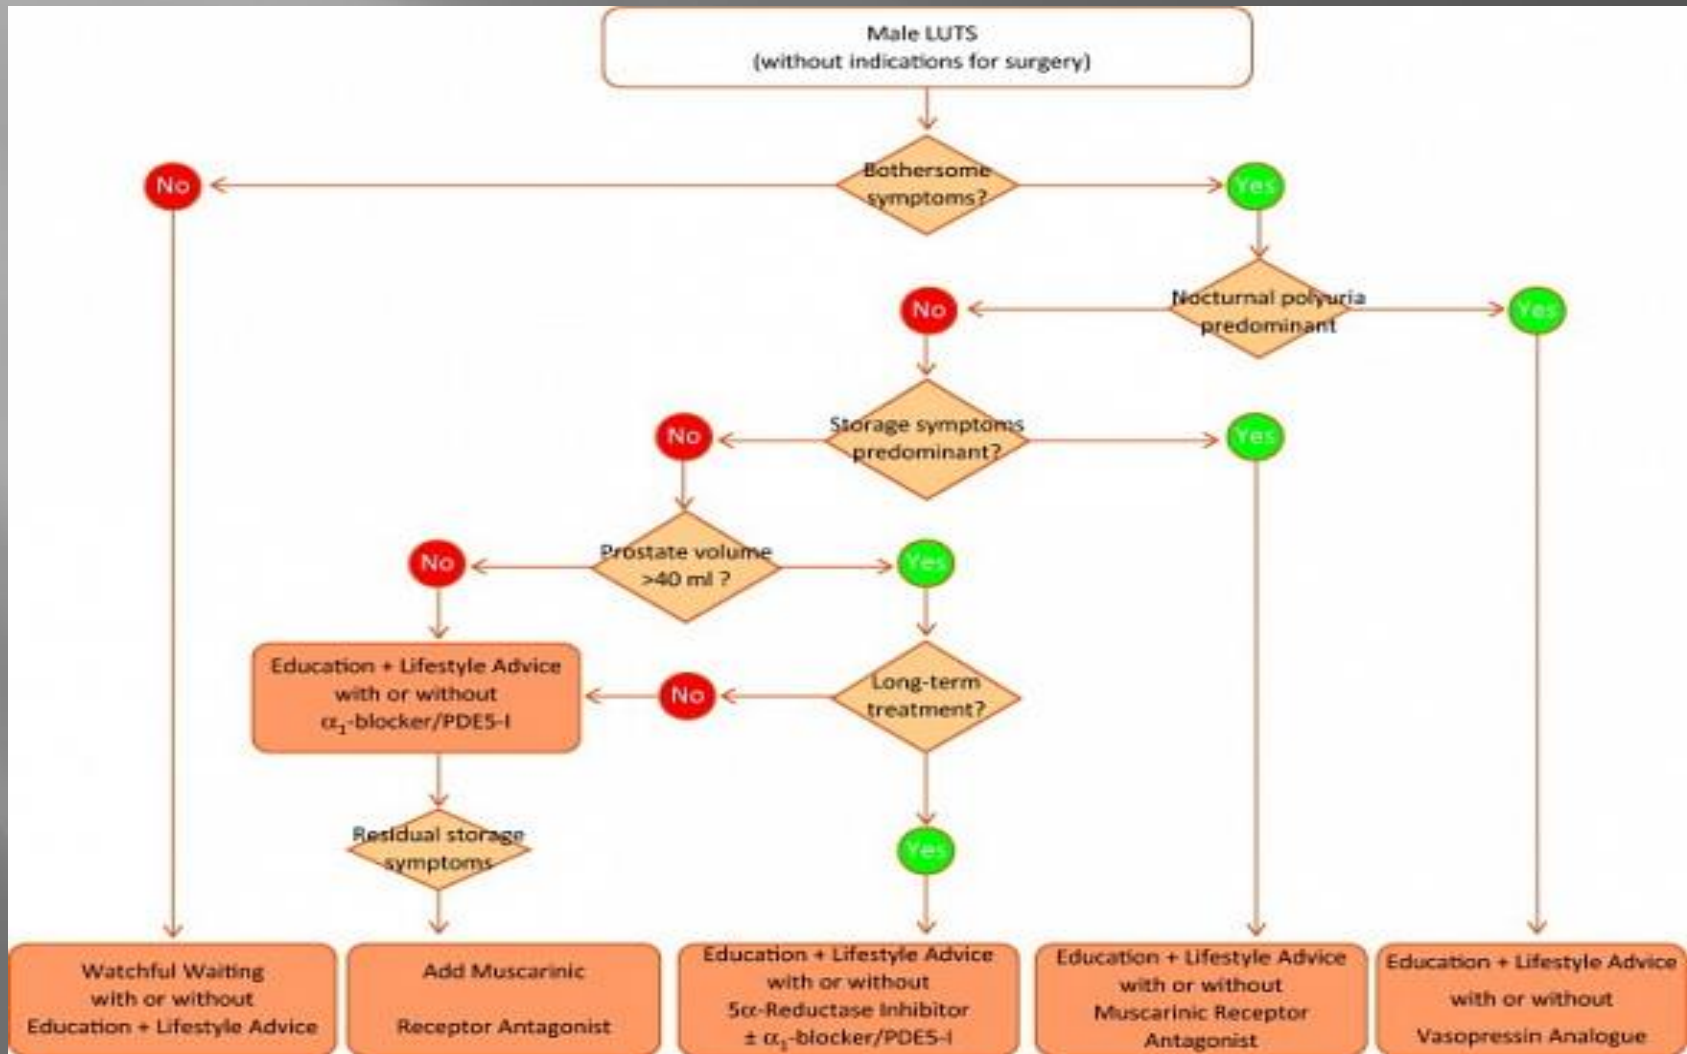 Male LUTS
(without indications for surgery)
Bothersome
symptoms?
No
Yes
Nocturnal polyuria
predominant
No
Yes
Storage symptoms
predominant?
No
Yes
Prostate volume
>40 ml ?
No
Yes
Education + Lifestyle Advice
with or without
α₁-blocker/PDE5-I
Long-term
treatment?
No
Residual storage
symptoms
Yes
Watchful Waiting
with or without
Education + Lifestyle Advice
Add Muscarinic
Receptor Antagonist
Education + Lifestyle Advice
with or without
5α-Reductase Inhibitor
± α₁-blocker/PDE5-I
Education + Lifestyle Advice
with or without
Muscarinic Receptor
Antagonist
Education + Lifestyle Advice
with or without
Vasopressin Analogue